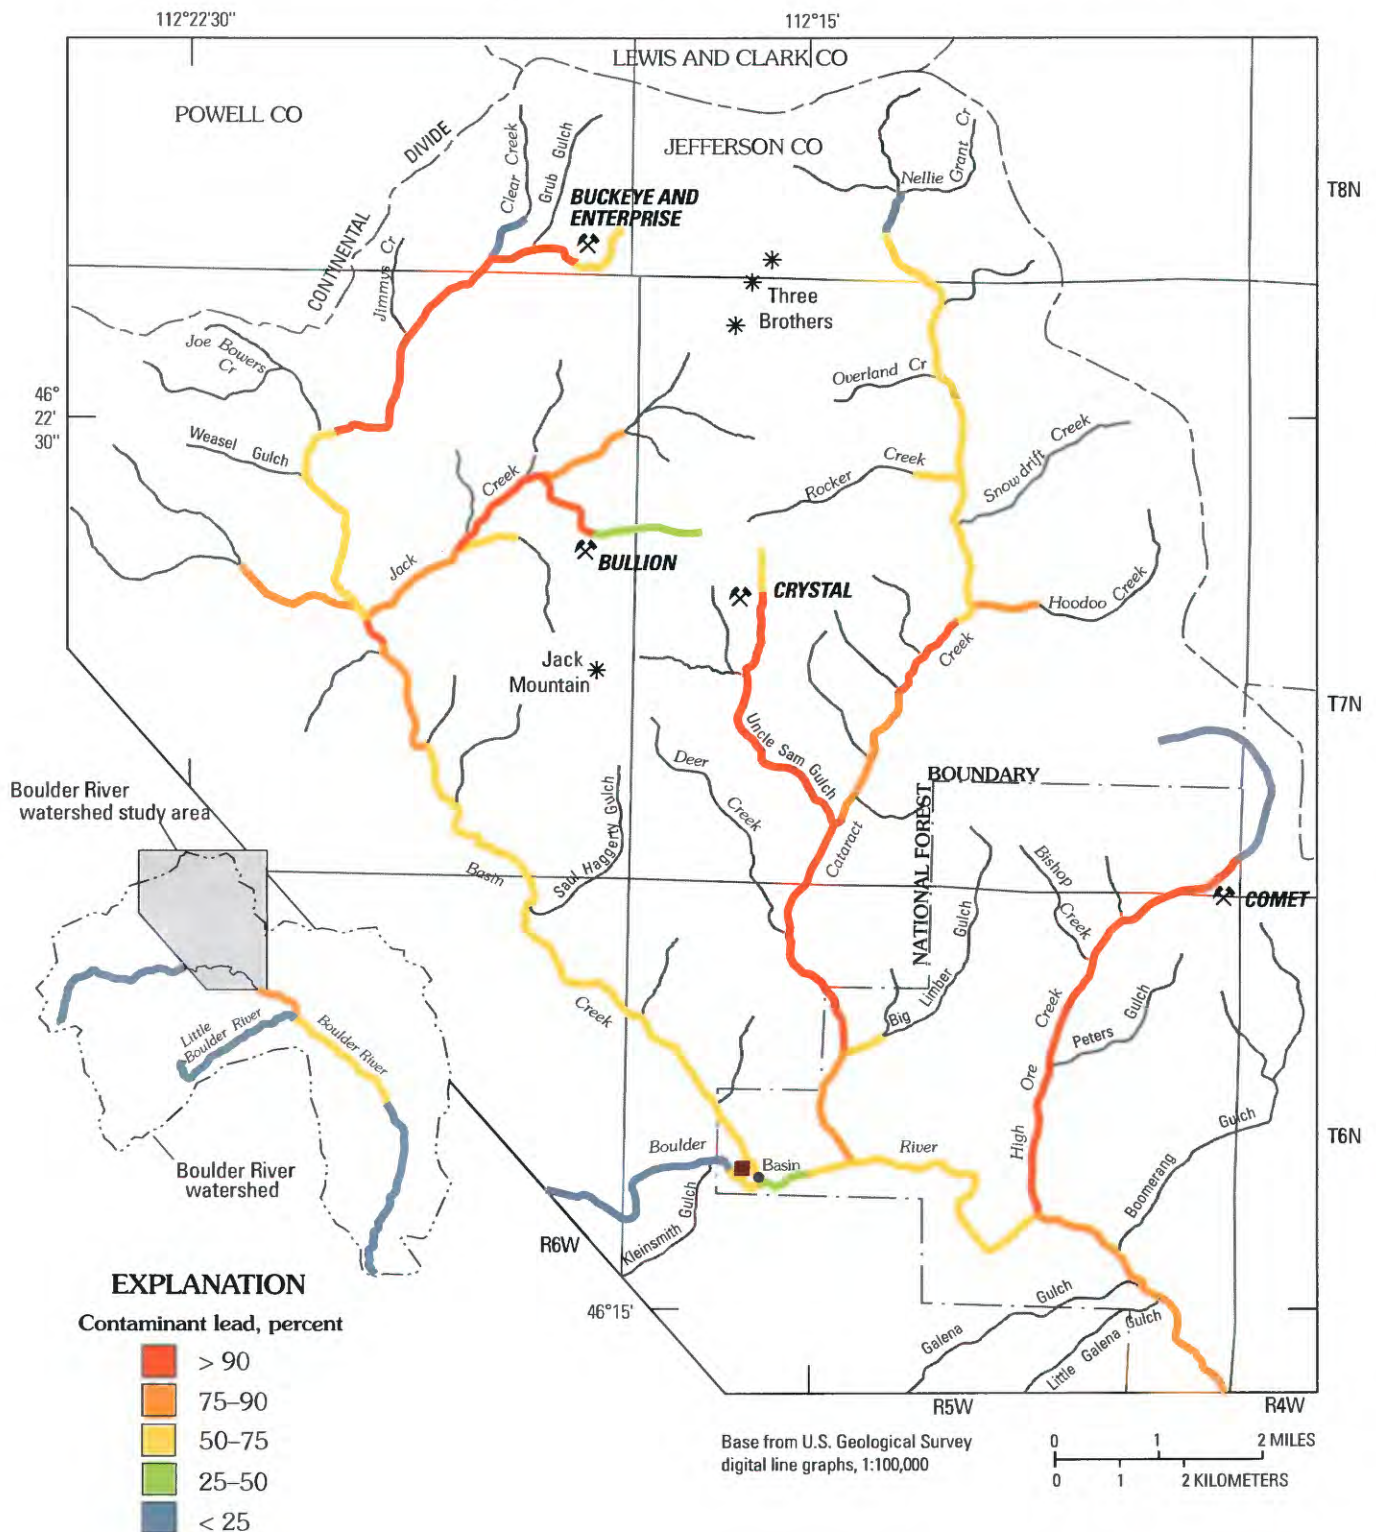 112°22'30"
112°15'
LEWIS AND CLARK CO
POWELL CO
JEFFERSON CO
CONTINENTAL
DIVIDE
Clear Creek
Grub Gulch
Nellie Grant Cr
T8N
BUCKEYE AND
ENTERPRISE
Jimmys Cr
Three
Brothers
Joe Bowers
Cr
Overland Cr
46°
22'
30"
Weasel Gulch
Creek
Jack
Rocker Creek
Snowdrift Creek
BULLION
CRYSTAL
Hoodoo Creek
Creek
Jack
Mountain
T7N
Uncle Sam Gulch
Deer
Creek
Cataract
NATIONAL FOREST
BOUNDARY
Boulder River
watershed study area
Saul Haggerty Gulch
Basin
Bishop
Creek
COMET
Big Limber Gulch
Creek
Creek
Peters Gulch
Ore
High
Little
Boulder River
Boulder River
Boulder
Basin
River
Gulch
Boomerang
T6N
Boulder River
watershed
Kleinsmith Gulch
R6W
46°15'
Galena Gulch
Little Galena Gulch
R5W
R4W
EXPLANATION
Contaminant lead, percent
> 90
75–90
50–75
25–50
< 25
Base from U.S. Geological Survey
digital line graphs, 1:100,000
0 1 2 MILES
0 1 2 KILOMETERS